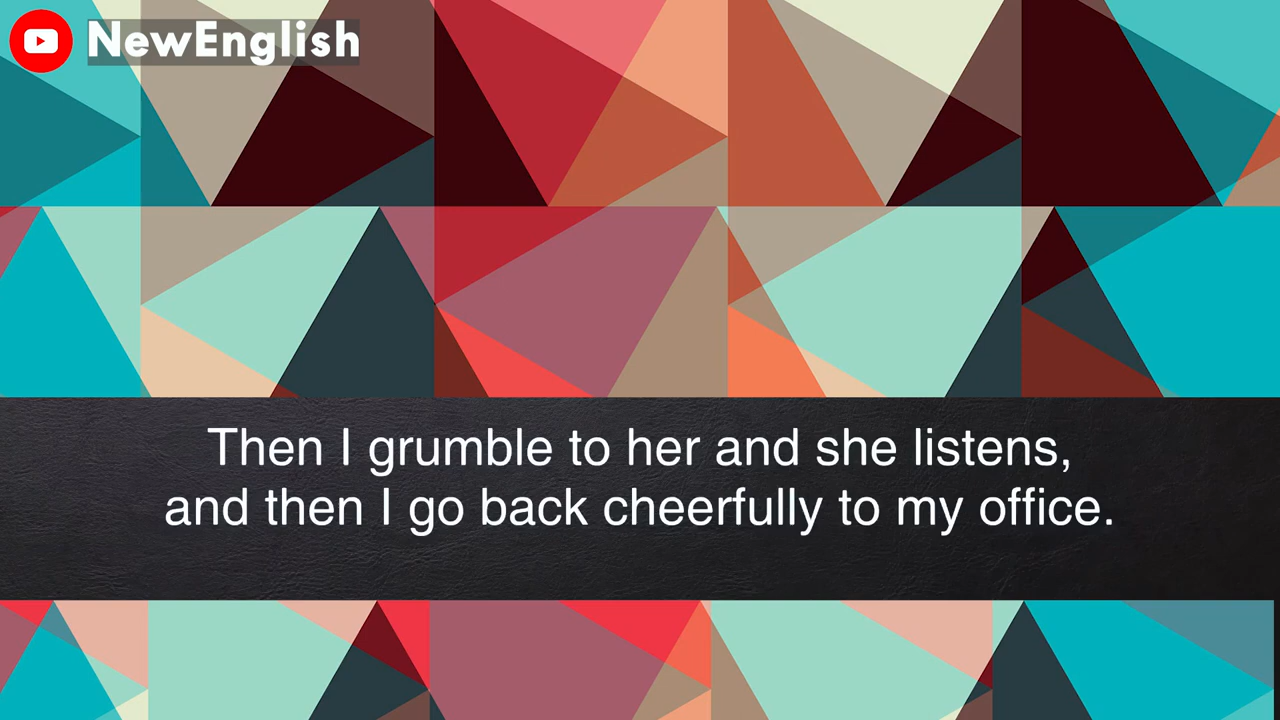 NewEnglish
Then I grumble to her and she listens,
and then I go back cheerfully to my office.